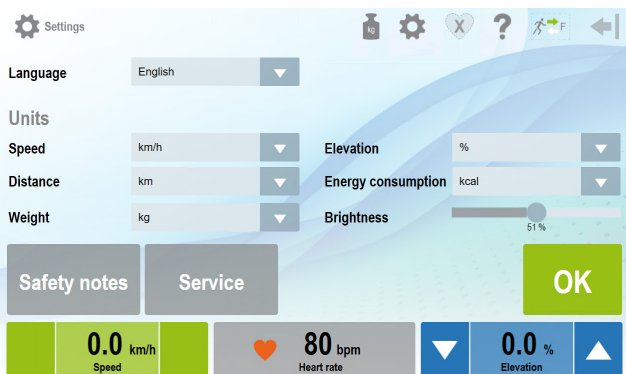 Settings
kg
X
?
F
Language English
Units
Speed km/h Elevation %
Distance km Energy consumption kcal
Weight kg Brightness
51 %
Safety notes Service OK
0.0 km/h 80 bpm 0.0 %
Speed Heart rate Elevation